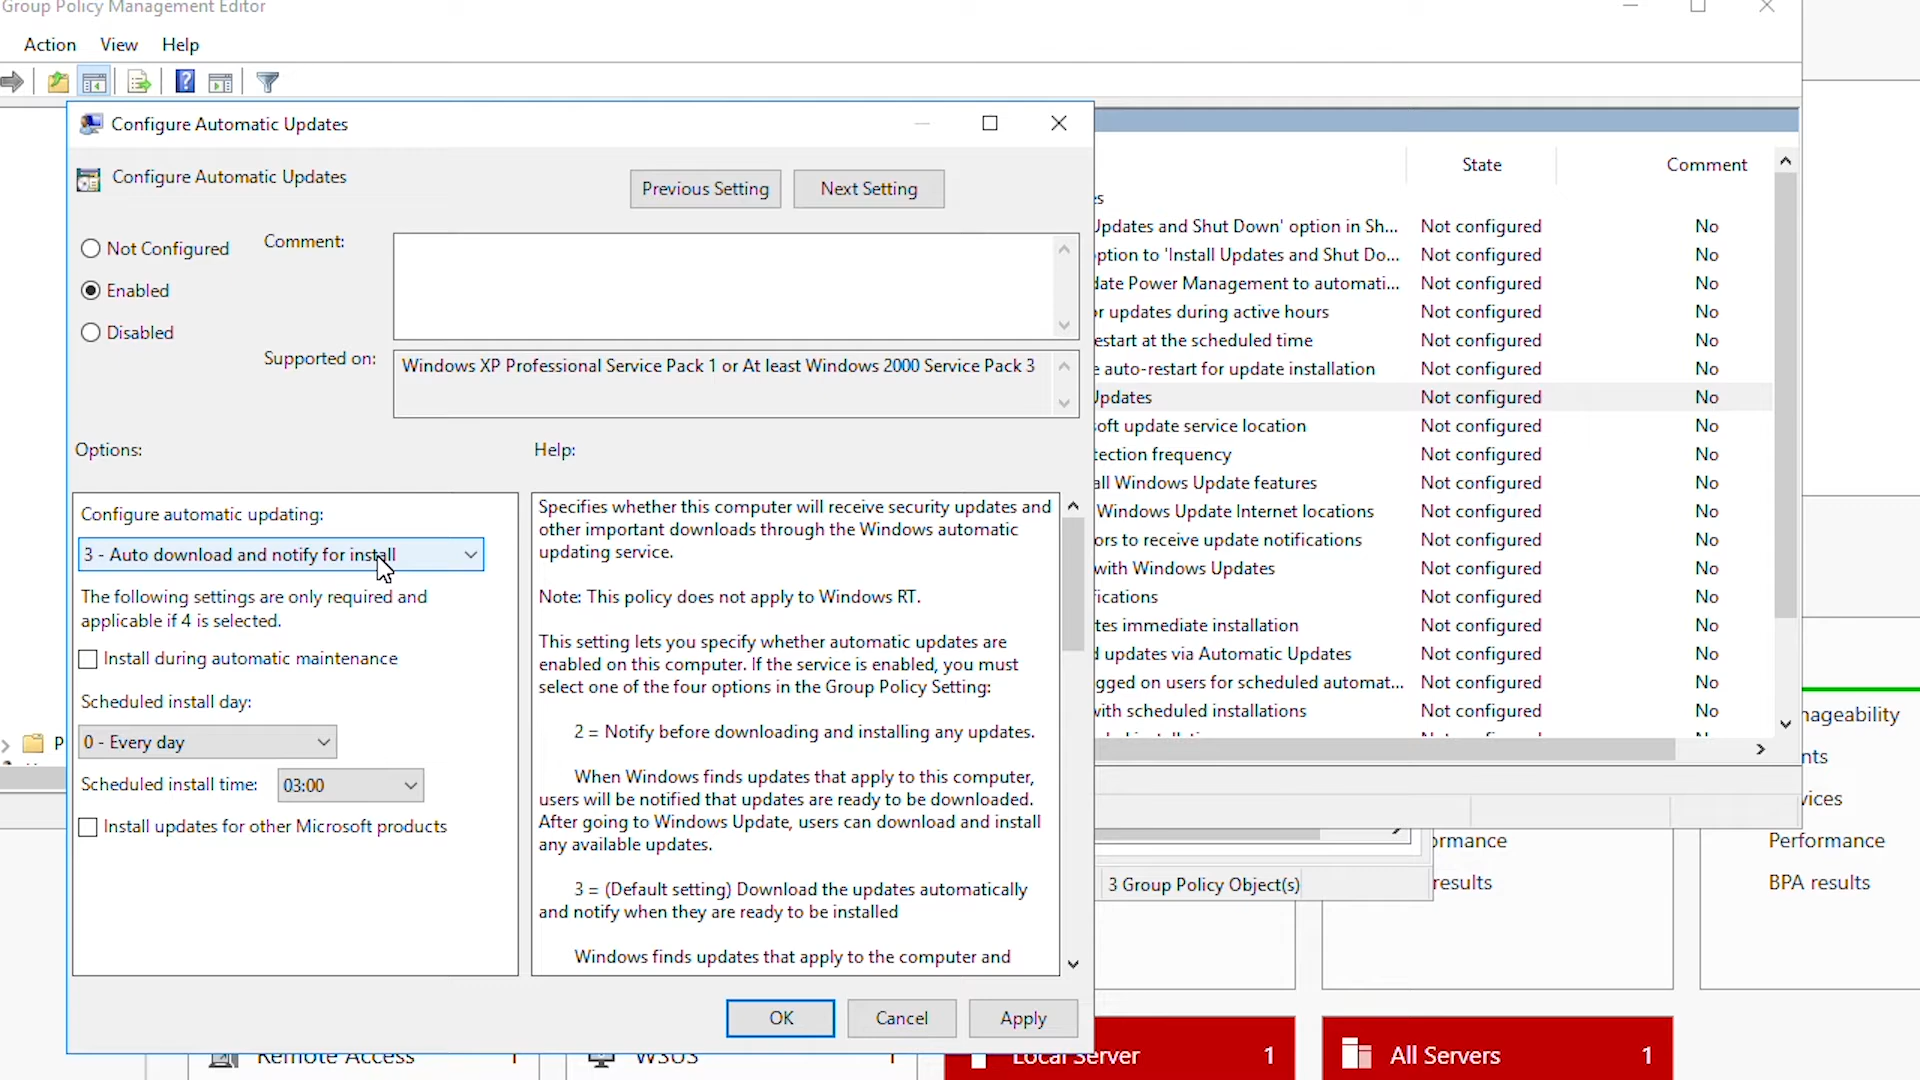 Group Policy Management Editor
Action View Help
Configure Automatic Updates
Configure Automatic Updates
Previous Setting
Next Setting
Not Configured
Enabled
Disabled
Comment:
Supported on:
Windows XP Professional Service Pack 1 or At least Windows 2000 Service Pack 3
Options:
Help:
Configure automatic updating:
3 - Auto download and notify for install
The following settings are only required and
applicable if 4 is selected.
Install during automatic maintenance
Scheduled install day:
0 - Every day
Scheduled install time: 03:00
Install updates for other Microsoft products
Specifies whether this computer will receive security updates and
other important downloads through the Windows automatic
updating service.
Note: This policy does not apply to Windows RT.
This setting lets you specify whether automatic updates are
enabled on this computer. If the service is enabled, you must
select one of the four options in the Group Policy Setting:
2 = Notify before downloading and installing any updates.
When Windows finds updates that apply to this computer,
users will be notified that updates are ready to be downloaded.
After going to Windows Update, users can download and install
any available updates.
3 = (Default setting) Download the updates automatically
and notify when they are ready to be installed
Windows finds updates that apply to the computer and
OK
Cancel
Apply
State Comment
es
Updates and Shut Down' option in Sh... Not configured No
option to 'Install Updates and Shut Do... Not configured No
date Power Management to automati... Not configured No
or updates during active hours Not configured No
estart at the scheduled time Not configured No
e auto-restart for update installation Not configured No
Updates Not configured No
soft update service location Not configured No
tection frequency Not configured No
all Windows Update features Not configured No
Windows Update Internet locations Not configured No
ors to receive update notifications Not configured No
with Windows Updates Not configured No
fications Not configured No
tes immediate installation Not configured No
d updates via Automatic Updates Not configured No
gged on users for scheduled automat... Not configured No
with scheduled installations Not configured No
P
3 Group Policy Object(s)
ormance
results
nageability
nts
vices
Performance
BPA results
Remote Access 1
WSUS 1
Local Server 1
All Servers 1